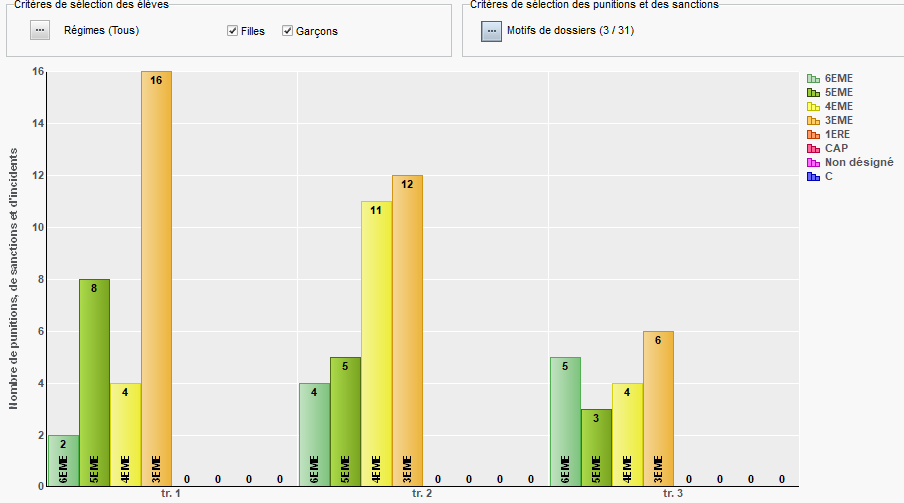 Critères de sélection des élèves
Critères de sélection des punitions et des sanctions
... Régimes (Tous) Filles Garçons
... Motifs de dossiers (3 / 31)
Nombre de punitions, de sanctions et d'incidents
16
14
12
10
8
6
4
2
0
2 8 4 16
6EME 5EME 4EME 3EME 0 0 0 0
tr. 1
4 5 11 12
6EME 5EME 4EME 3EME 0 0 0 0
tr. 2
5 3 4 6
6EME 5EME 4EME 3EME 0 0 0 0
tr. 3
6EME
5EME
4EME
3EME
1ERE
CAP
Non désigné
C